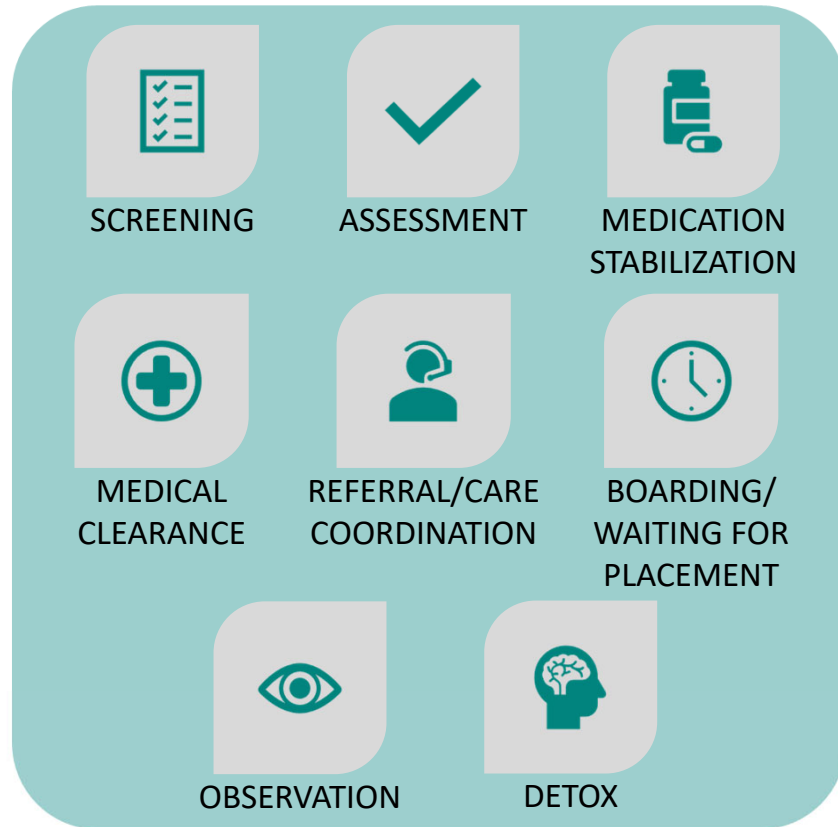 SCREENING
ASSESSMENT
MEDICATION
STABILIZATION
MEDICAL
CLEARANCE
REFERRAL/CARE
COORDINATION
BOARDING/
WAITING FOR
PLACEMENT
OBSERVATION
DETOX